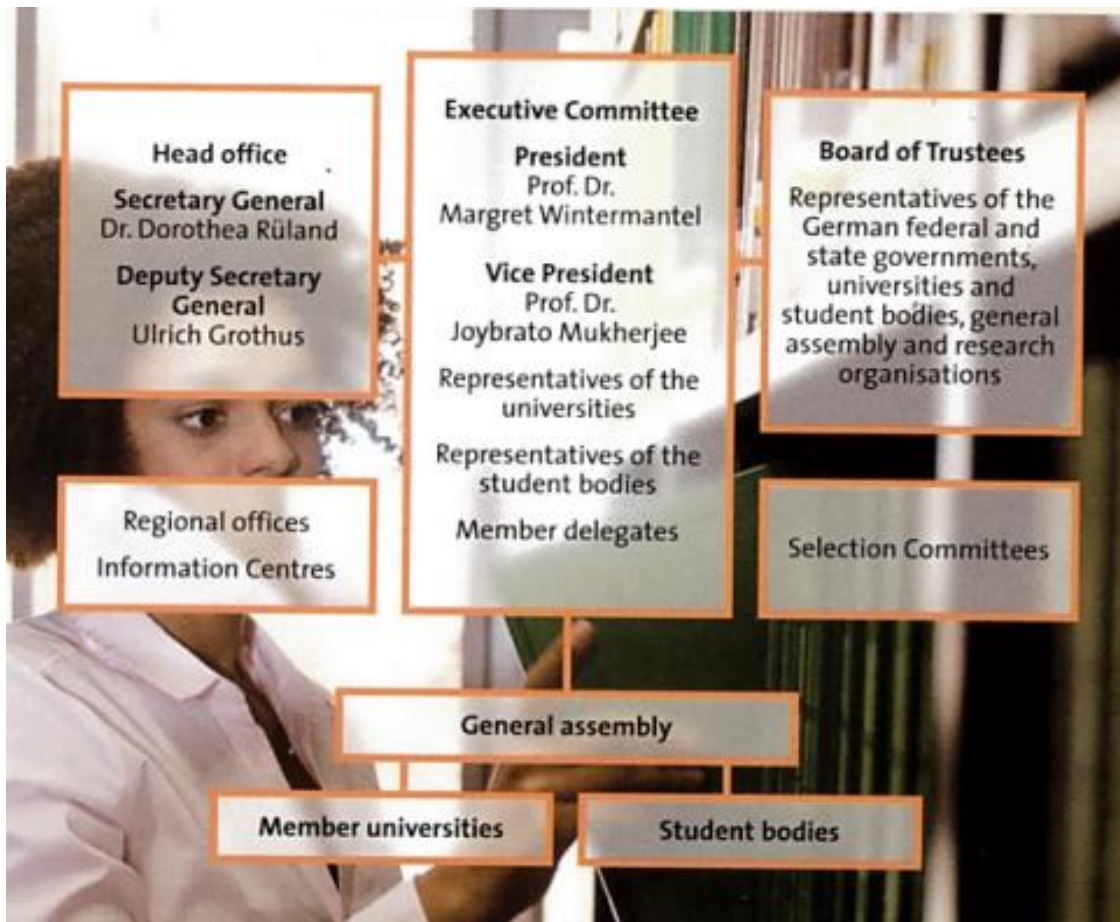 Head office
Secretary General
Dr. Dorothea Rüland
Deputy Secretary
General
Ulrich Grothus
Regional offices
Information Centres
Executive Committee
President
Prof. Dr.
Margret Wintermantel
Vice President
Prof. Dr.
Joybrato Mukherjee
Representatives of the
universities
Representatives of the
student bodies
Member delegates
Board of Trustees
Representatives of the
German federal and
state governments,
universities and
student bodies, general
assembly and research
organisations
Selection Committees
General assembly
Member universities
Student bodies